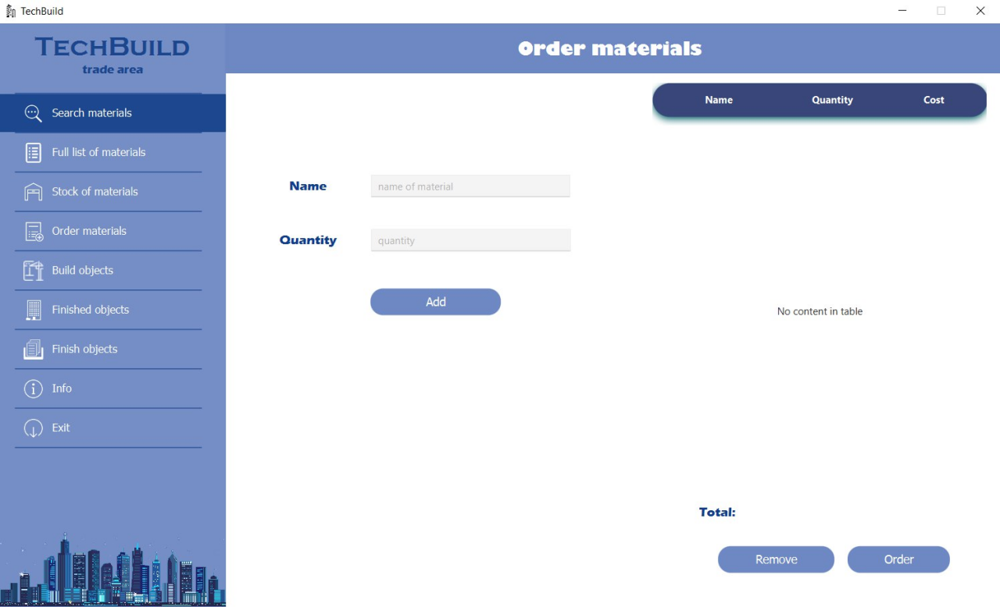 TechBuild
TECHBUILD
trade area
Search materials
Full list of materials
Stock of materials
Order materials
Build objects
Finished objects
Finish objects
Info
Exit
Order materials
Name
name of material
Quantity
quantity
Add
Name Quantity Cost
No content in table
Total:
Remove Order